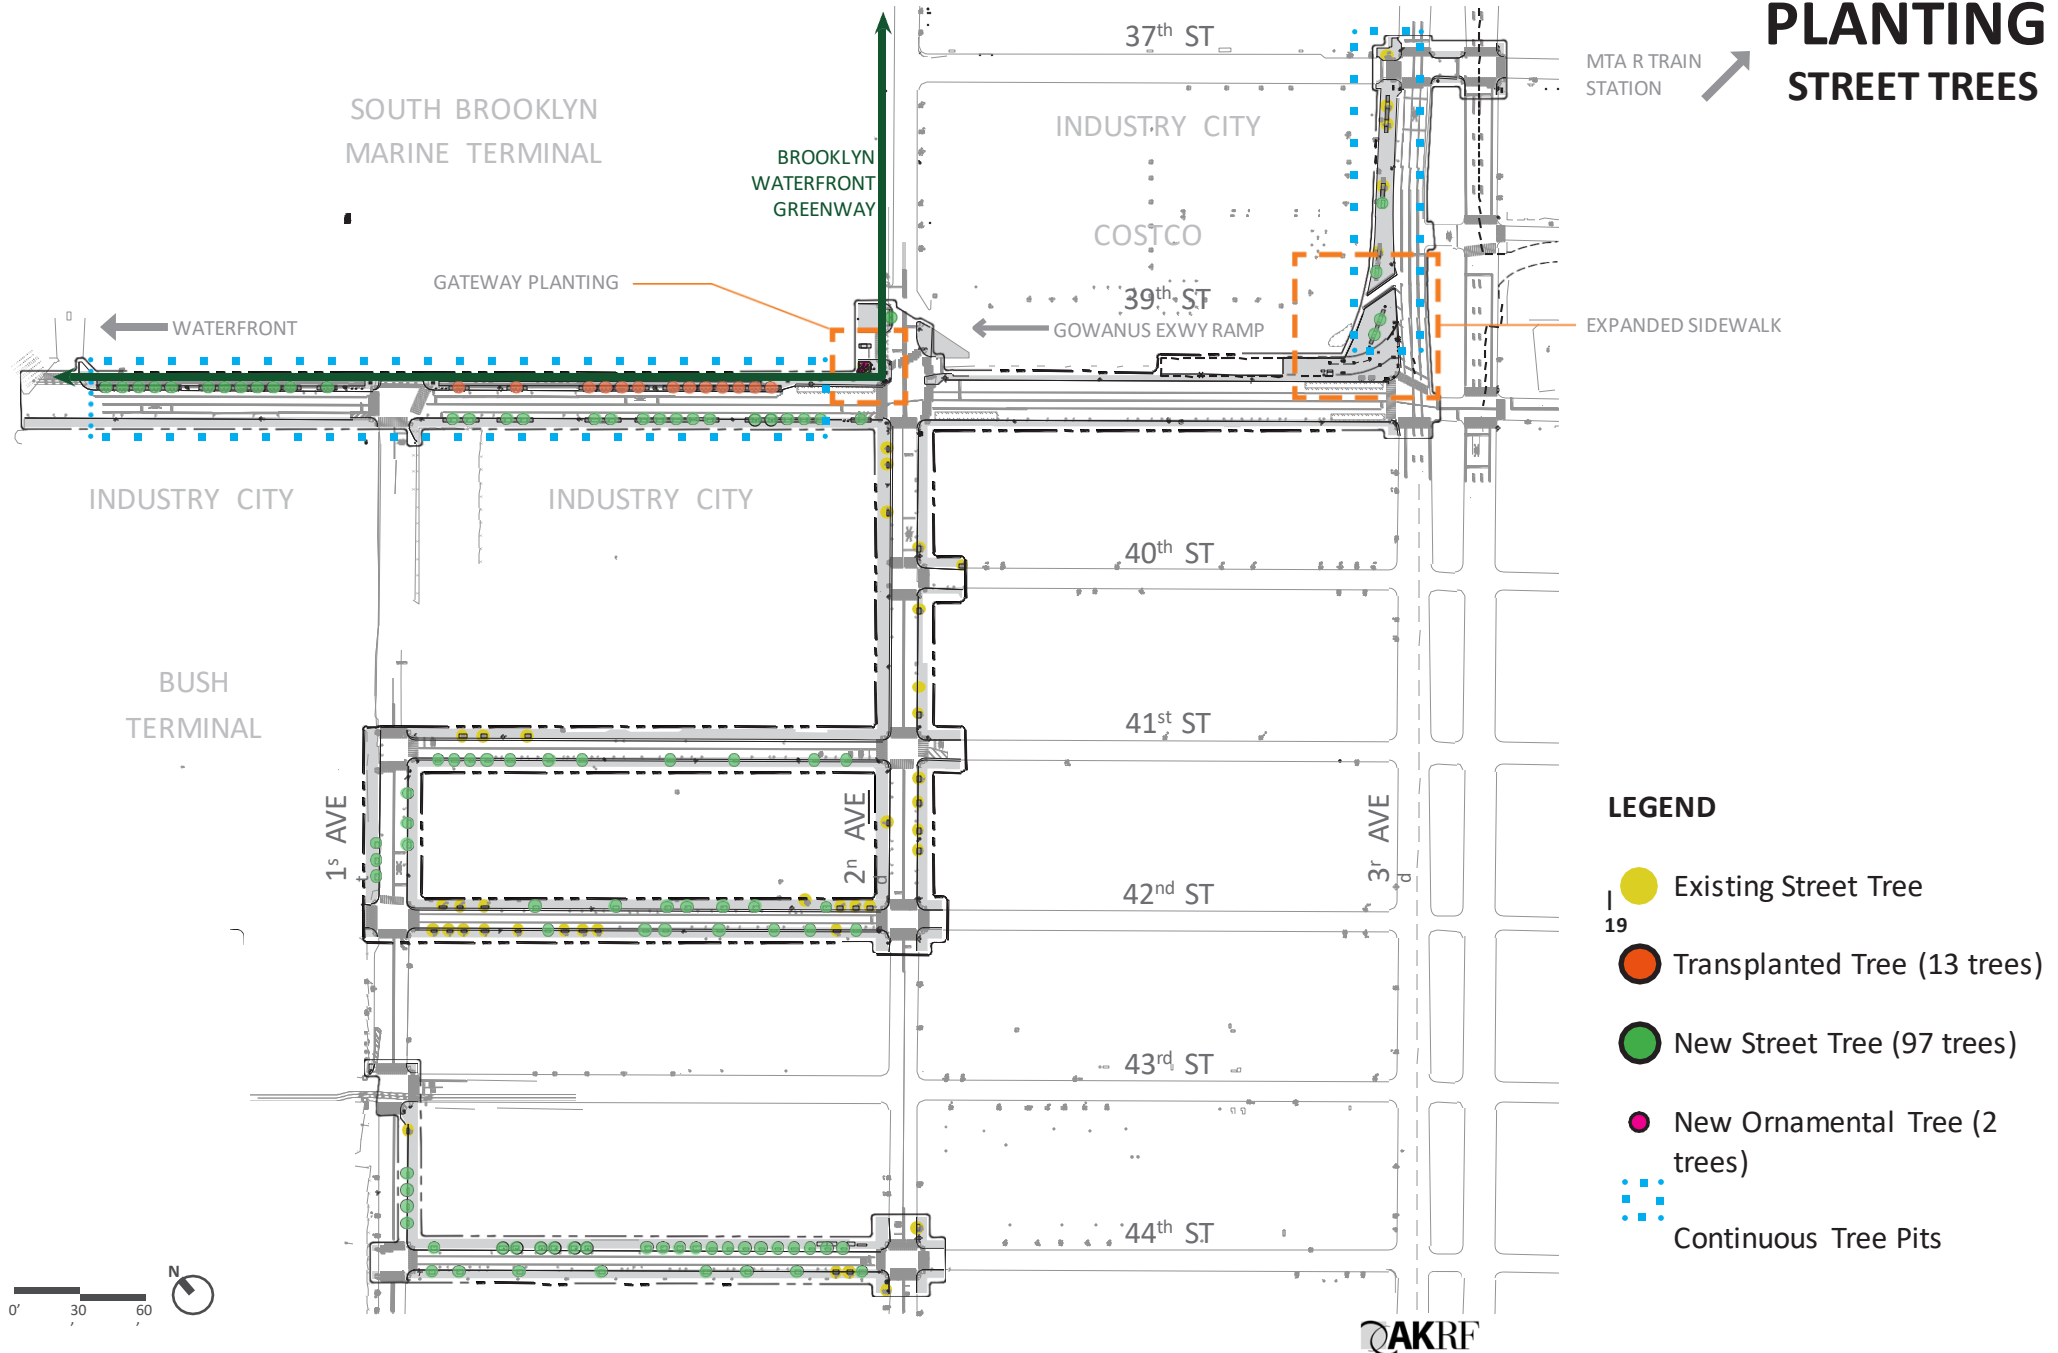 PLANTING
STREET TREES
37th ST
MTA R TRAIN
STATION
SOUTH BROOKLYN
MARINE TERMINAL
INDUSTRY CITY
BROOKLYN
WATERFRONT
GREENWAY
COSTCO
GATEWAY PLANTING
39th ST
WATERFRONT
GOWANUS EXWY RAMP
EXPANDED SIDEWALK
INDUSTRY CITY
INDUSTRY CITY
40th ST
BUSH
TERMINAL
41st ST
1st AVE
2nd AVE
3rd AVE
42nd ST
43rd ST
44th ST
LEGEND
Existing Street Tree
19
Transplanted Tree (13 trees)
New Street Tree (97 trees)
New Ornamental Tree (2
trees)
Continuous Tree Pits
N
0' 30' 60'
AKRF